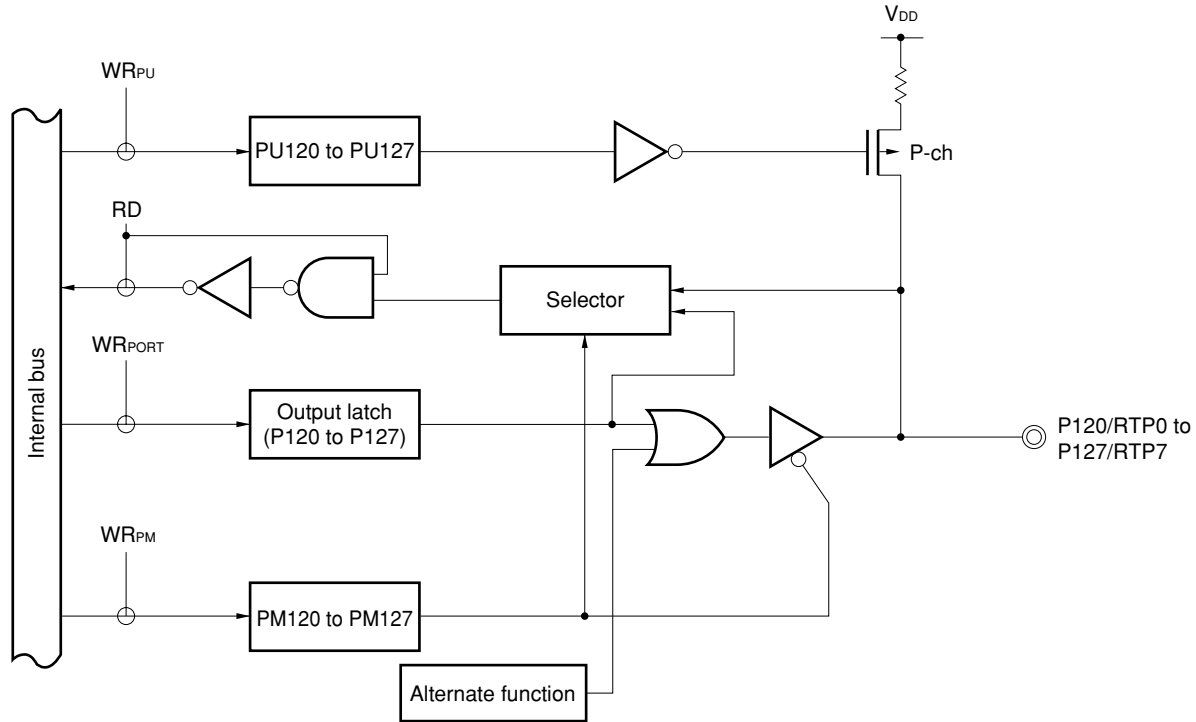 VDD
WRPU
PU120 to PU127
P-ch
RD
Selector
WRPORT
Internal bus
Output latch
(P120 to P127)
P120/RTP0 to
P127/RTP7
WRPM
PM120 to PM127
Alternate function